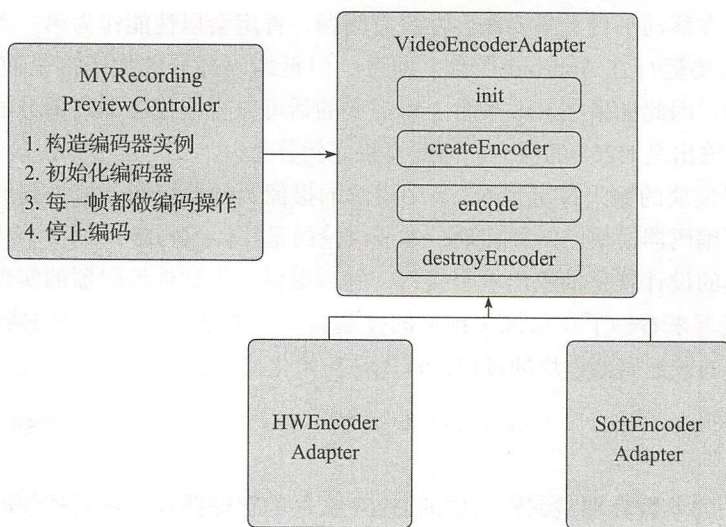 MVRecording
PreviewController
1. 构造编码器实例
2. 初始化编码器
3. 每一帧都做编码操作
4. 停止编码
VideoEncoderAdapter
init
createEncoder
encode
destroyEncoder
HWEncoder
Adapter
SoftEncoder
Adapter